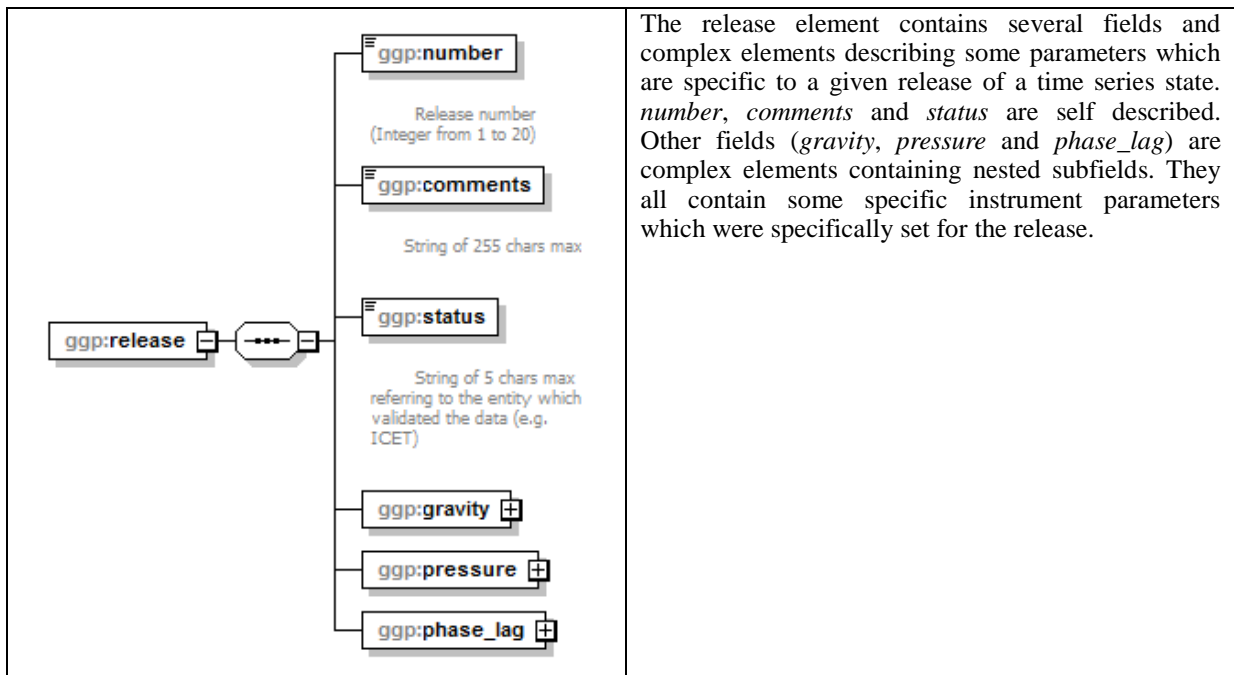 ggp:number
Release number
(Integer from 1 to 20)
ggp:comments
String of 255 chars max
ggp:status
ggp:release
String of 5 chars max
referring to the entity which
validated the data (e.g.
ICET)
ggp:gravity
ggp:pressure
ggp:phase_lag
The release element contains several fields and
complex elements describing some parameters which
are specific to a given release of a time series state.
number, comments and status are self described.
Other fields (gravity, pressure and phase_lag) are
complex elements containing nested subfields. They
all contain some specific instrument parameters
which were specifically set for the release.